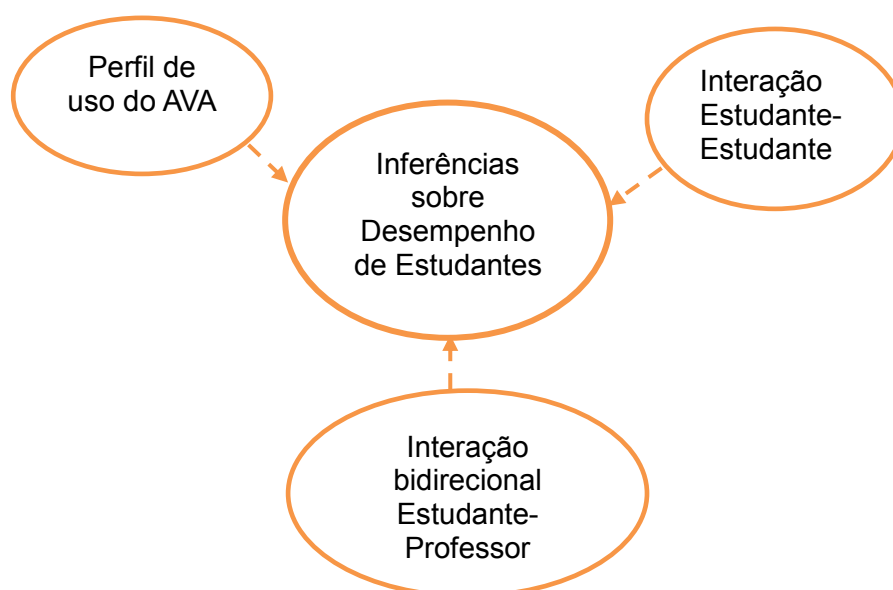 Perfil de
uso do AVA
Interação
Estudante-
Estudante
Inferências
sobre
Desempenho
de Estudantes
Interação
bidirecional
Estudante-
Professor